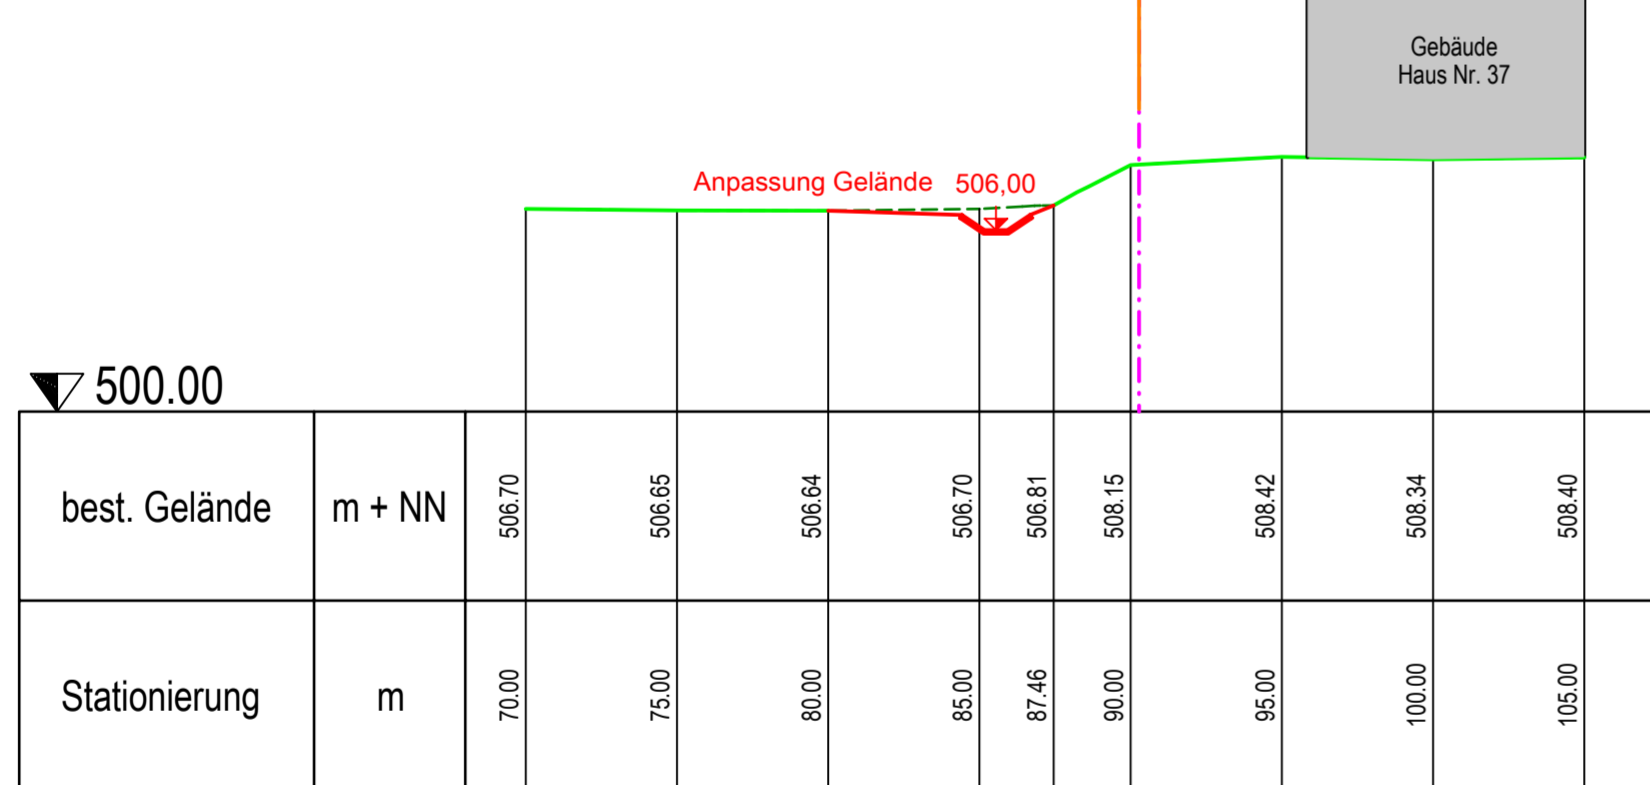 Gebäude
Haus Nr. 37
Anpassung Gelände 506,00
500.00
best. Gelände m + NN 506.70 506.65 506.64 506.70 506.81 508.15 508.42 508.34 508.40
Stationierung m 70.00 75.00 80.00 85.00 87.46 90.00 95.00 100.00 105.00